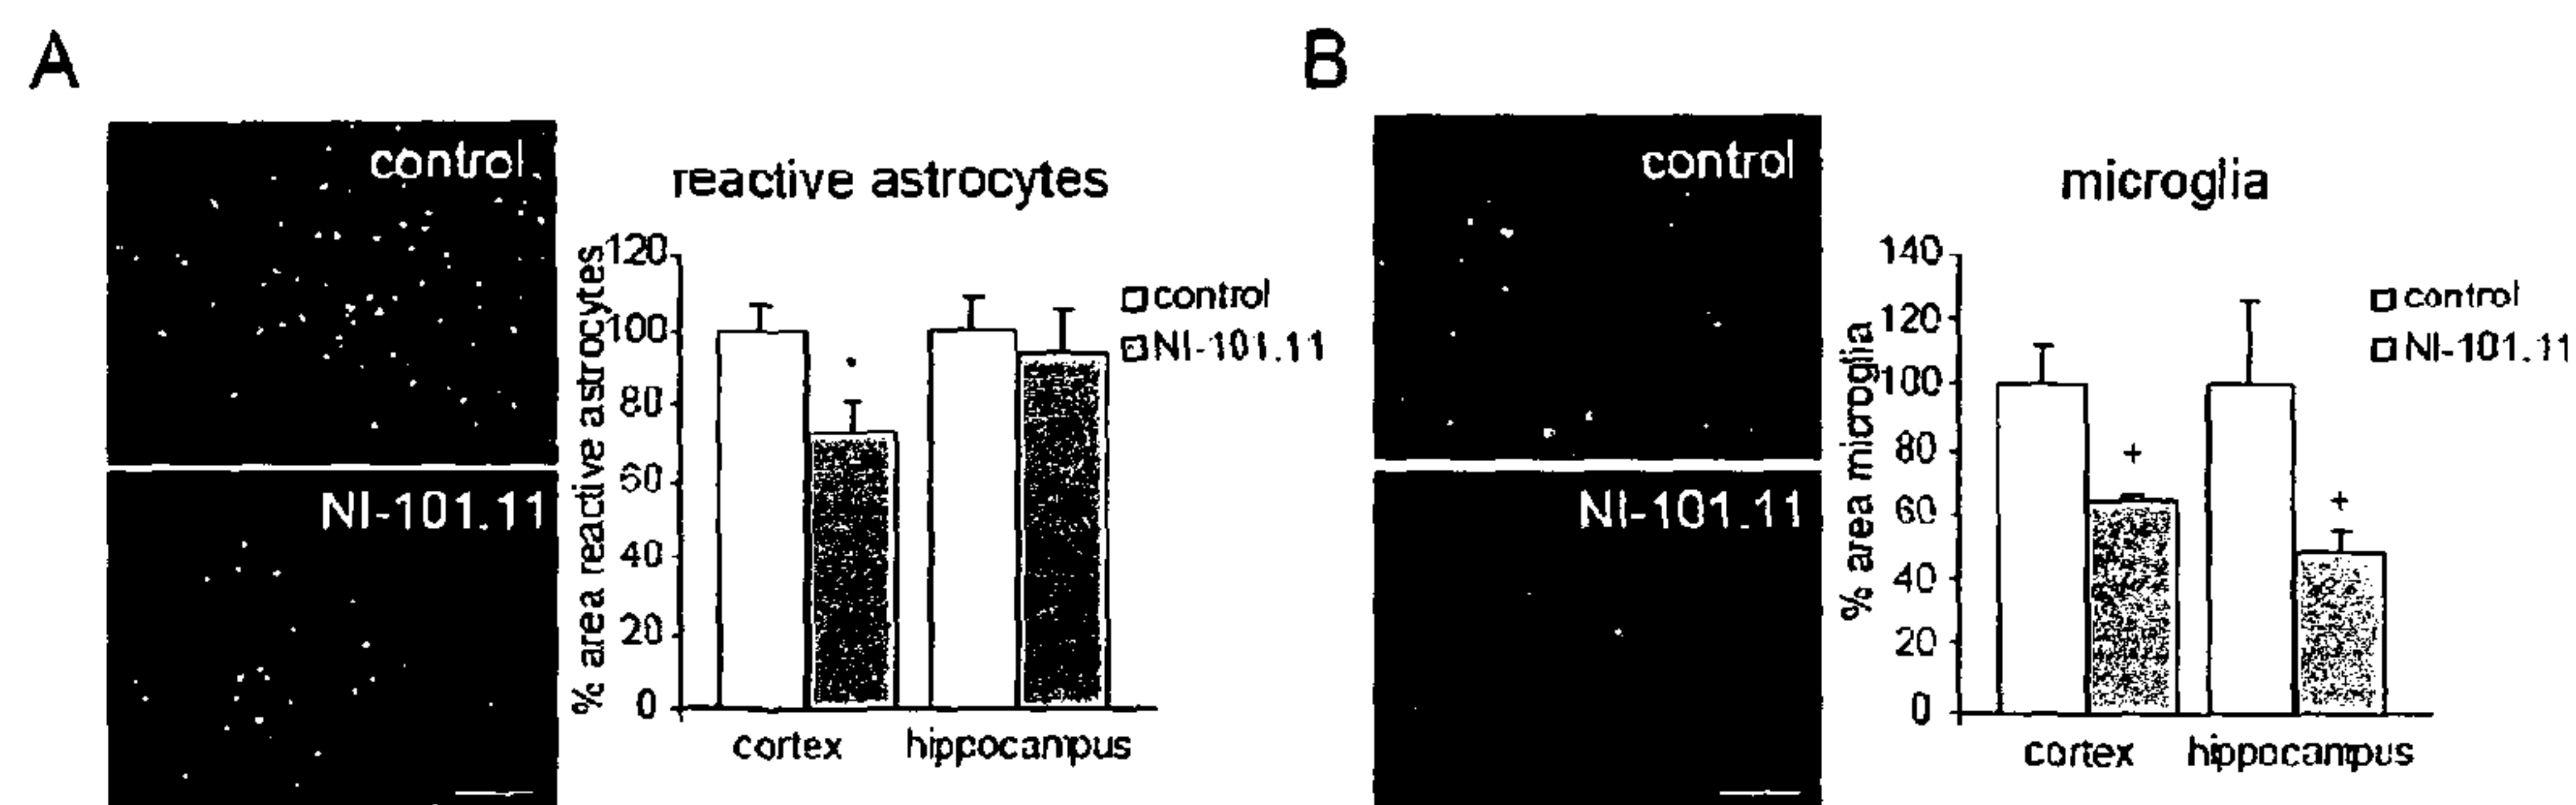 A
control
NI-101.11
reactive astrocytes
% area reactive astrocytes
120
100
80
60
40
20
0
control
NI-101.11
cortex
hippocampus
B
control
NI-101.11
microglia
% area microglia
140
120
100
80
60
40
20
0
+
+
control
NI-101.11
cortex
hippocampus